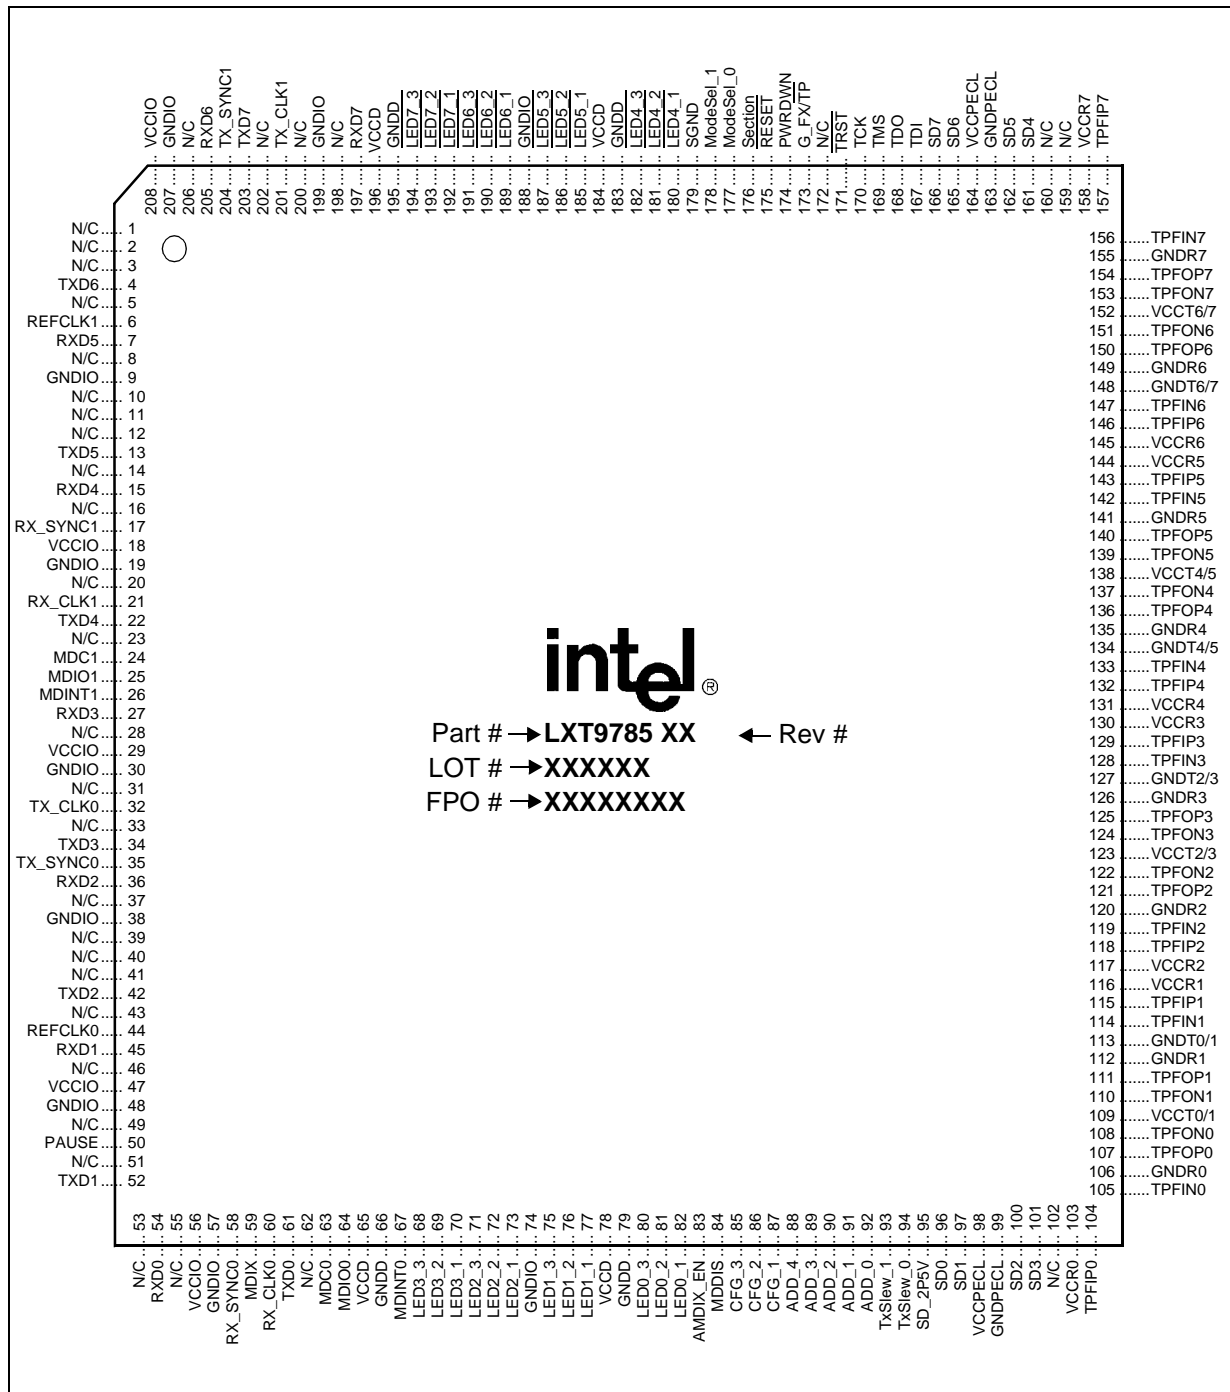 208.... VCCIO
207.... GNDIO
206.... N/C
205.... RXD6
204.... TX_SYNC1
203.... TXD7
202.... N/C
201.... TX_CLK1
200.... N/C
199.... GNDIO
198.... N/C
197.... RXD7
196.... VCCD
195.... GNDD
194.... LED7_3
193.... LED7_2
192.... LED7_1
191.... LED6_3
190.... LED6_2
189.... LED6_1
188.... GNDIO
187.... LED5_3
186.... LED5_2
185.... LED5_1
184.... VCCD
183.... GNDD
182.... LED4_3
181.... LED4_2
180.... LED4_1
179.... SGND
178.... ModeSel_1
177.... ModeSel_0
176.... Section
175.... RESET
174.... PWRDWN
173.... G_FX/TP
172.... N/C
171.... TRST
170.... TCK
169.... TMS
168.... TDO
167.... TDI
166.... SD7
165.... SD6
164.... VCCPECL
163.... GNDPECL
162.... SD5
161.... SD4
160.... N/C
159.... N/C
158.... VCCR7
157.... TPFIP7
N/C..... 1
N/C..... 2
N/C..... 3
TXD6..... 4
N/C..... 5
REFCLK1..... 6
RXD5..... 7
N/C..... 8
GNDIO..... 9
N/C..... 10
N/C..... 11
N/C..... 12
TXD5..... 13
N/C..... 14
RXD4..... 15
N/C..... 16
RX_SYNC1..... 17
VCCIO..... 18
GNDIO..... 19
N/C..... 20
RX_CLK1..... 21
TXD4..... 22
N/C..... 23
MDC1..... 24
MDIO1..... 25
MDINT1..... 26
RXD3..... 27
N/C..... 28
VCCIO..... 29
GNDIO..... 30
N/C..... 31
TX_CLK0..... 32
N/C..... 33
TXD3..... 34
TX_SYNC0..... 35
RXD2..... 36
N/C..... 37
GNDIO..... 38
N/C..... 39
N/C..... 40
N/C..... 41
TXD2..... 42
N/C..... 43
REFCLK0..... 44
RXD1..... 45
N/C..... 46
VCCIO..... 47
GNDIO..... 48
N/C..... 49
PAUSE..... 50
N/C..... 51
TXD1..... 52
intel®
Part # → LXT9785 XX ← Rev #
LOT # → XXXXXX
FPO # → XXXXXXXX
156 .......TPFIN7
155 .......GNDR7
154 .......TPFOP7
153 .......TPFON7
152 .......VCCT6/7
151 .......TPFON6
150 .......TPFOP6
149 .......GNDR6
148 .......GNDT6/7
147 .......TPFIN6
146 .......TPFIP6
145 .......VCCR6
144 .......VCCR5
143 .......TPFIP5
142 .......TPFIN5
141 .......GNDR5
140 .......TPFOP5
139 .......TPFON5
138 .......VCCT4/5
137 .......TPFON4
136 .......TPFOP4
135 .......GNDR4
134 .......GNDT4/5
133 .......TPFIN4
132 .......TPFIP4
131 .......VCCR4
130 .......VCCR3
129 .......TPFIP3
128 .......TPFIN3
127 .......GNDT2/3
126 .......GNDR3
125 .......TPFOP3
124 .......TPFON3
123 .......VCCT2/3
122 .......TPFON2
121 .......TPFOP2
120 .......GNDR2
119 .......TPFIN2
118 .......TPFIP2
117 .......VCCR2
116 .......VCCR1
115 .......TPFIP1
114 .......TPFIN1
113 .......GNDT0/1
112 .......GNDR1
111 .......TPFOP1
110 .......TPFON1
109 .......VCCT0/1
108 .......TPFON0
107 .......TPFOP0
106 .......GNDR0
105 .......TPFIN0
N/C.....53
RXD0.....54
N/C.....55
VCCIO.....56
GNDIO.....57
RX_SYNC0.....58
MDIX.....59
RX_CLK0.....60
TXD0.....61
N/C.....62
MDC0.....63
MDIO0.....64
VCCD.....65
GNDD.....66
MDINT0.....67
LED3_3.....68
LED3_2.....69
LED3_1.....70
LED2_3.....71
LED2_2.....72
LED2_1.....73
GNDIO.....74
LED1_3.....75
LED1_2.....76
LED1_1.....77
VCCD.....78
GNDD.....79
LED0_3.....80
LED0_2.....81
LED0_1.....82
AMDIX_EN.....83
MDDIS.....84
CFG_3.....85
CFG_2.....86
CFG_1.....87
ADD_4.....88
ADD_3.....89
ADD_2.....90
ADD_1.....91
ADD_0.....92
TxSlew_1.....93
TxSlew_0.....94
SD_2P5V.....95
SD0.....96
SD1.....97
VCCPECL.....98
GNDPECL.....99
SD2.....100
SD3.....101
N/C.....102
VCCR0.....103
TPFIP0.....104